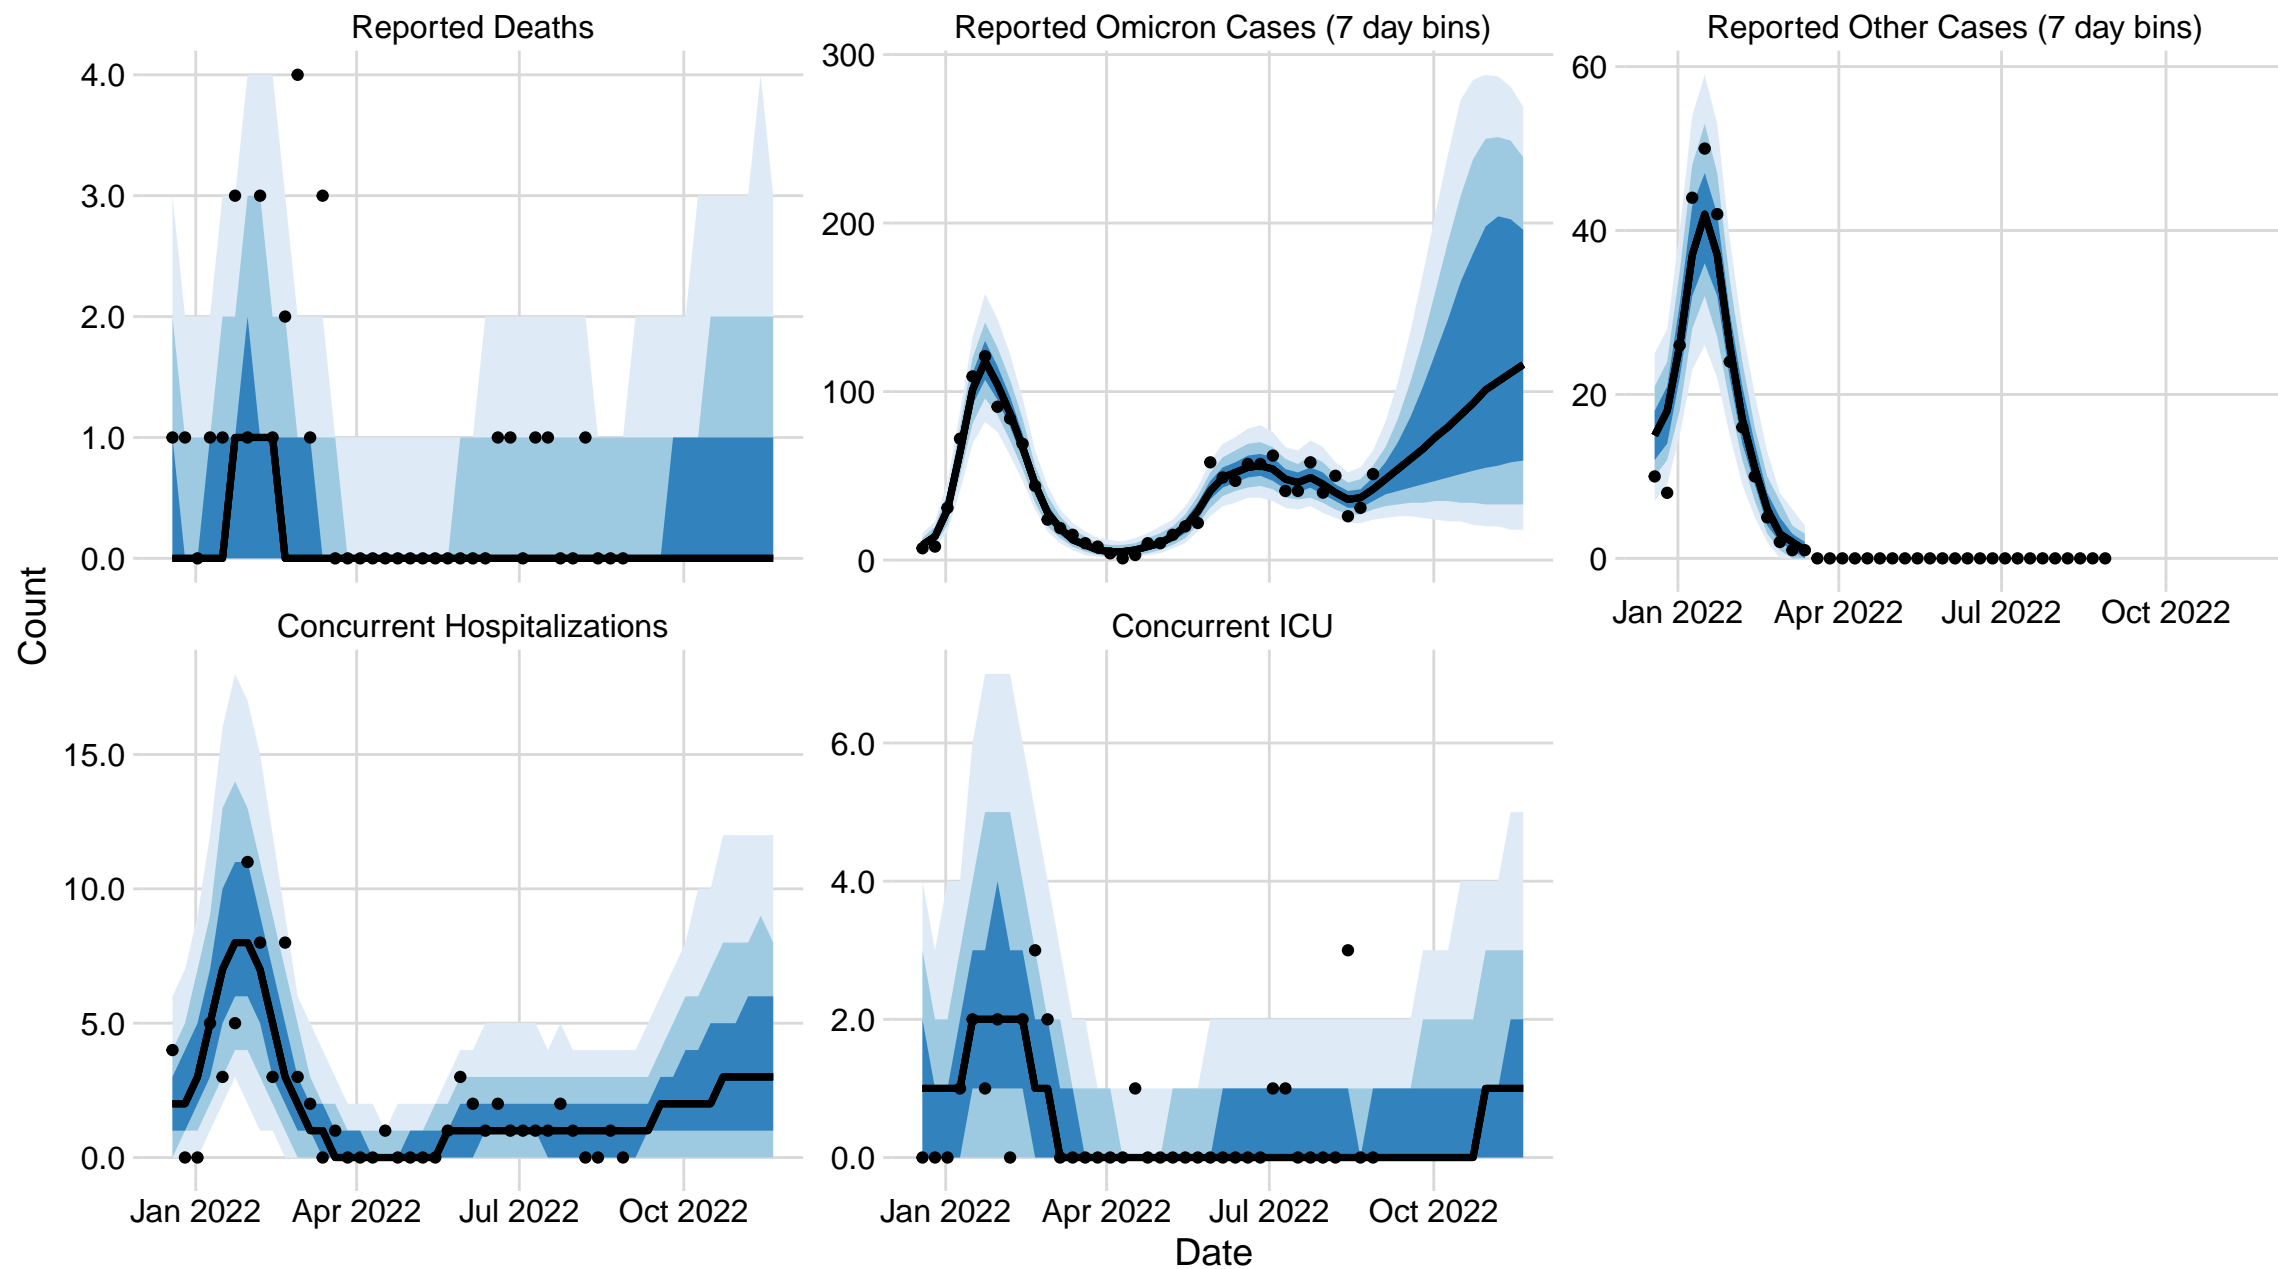 Reported Deaths
Reported Omicron Cases (7 day bins)
Reported Other Cases (7 day bins)
4.0
3.0
2.0
1.0
0.0
300
200
100
0
60
40
20
0
Jan 2022 Apr 2022 Jul 2022 Oct 2022
Count
Concurrent Hospitalizations
Concurrent ICU
15.0
10.0
5.0
0.0
6.0
4.0
2.0
0.0
Jan 2022 Apr 2022 Jul 2022 Oct 2022
Jan 2022 Apr 2022 Jul 2022 Oct 2022
Date